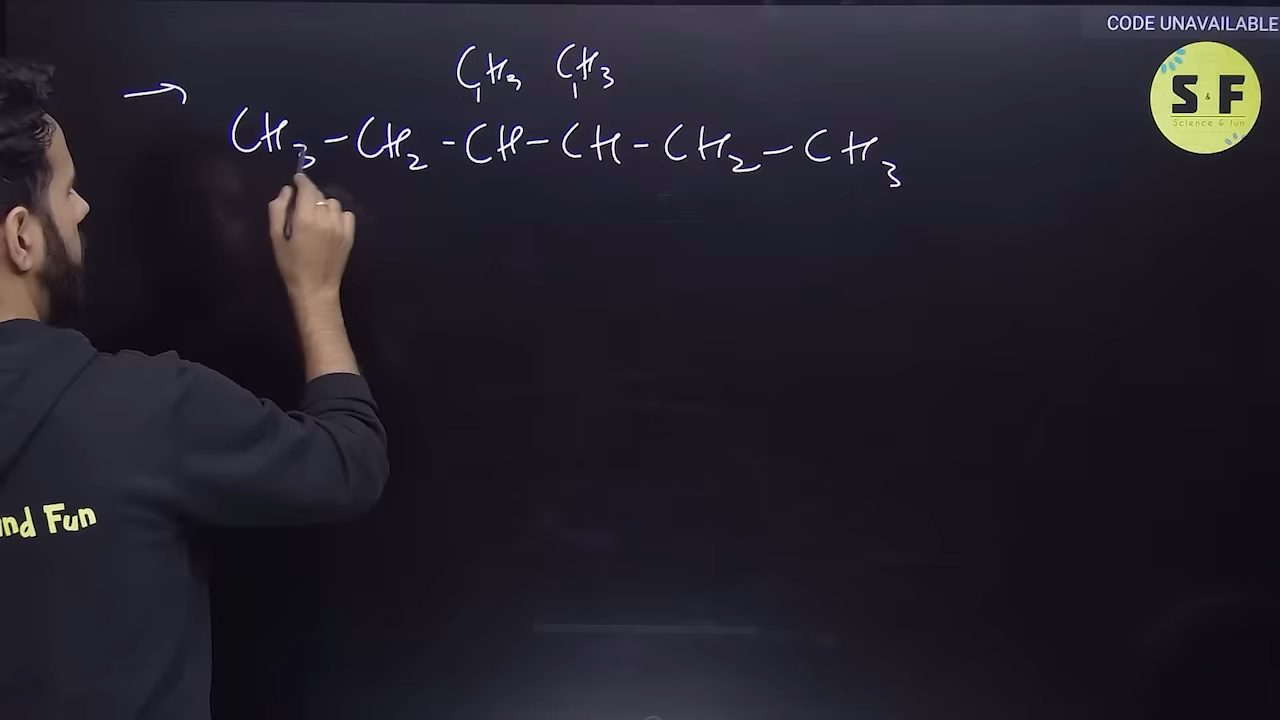 CODE UNAVAILABLE
S & F
Science & fun
CH3 CH3
→ CH3 - CH2 - CH - CH - CH2 - CH3
nd Fun